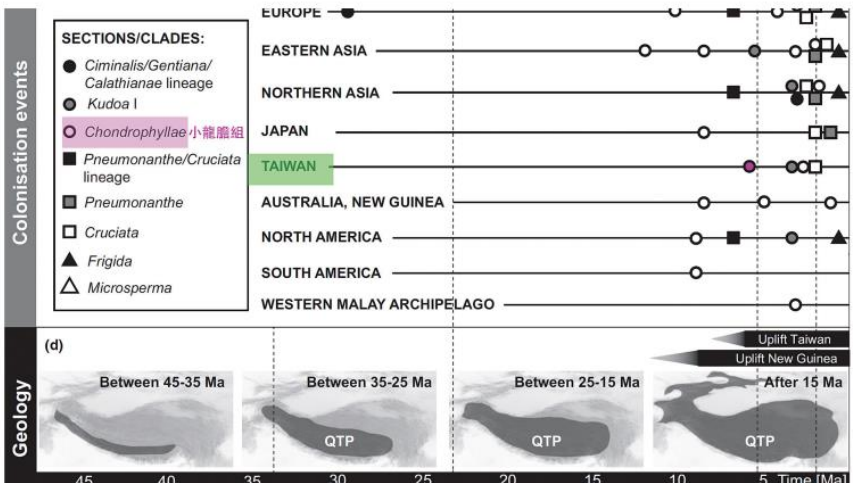 Colonisation events
SECTIONS/CLADES:
Ciminalis/Gentiana/
Calathianae lineage
Kudoa I
Chondrophyllae 小龍膽組
Pneumonanthe/Cruciata
lineage
Pneumonanthe
Cruciata
Frigida
Microsperma
EUROPE
EASTERN ASIA
NORTHERN ASIA
JAPAN
TAIWAN
AUSTRALIA, NEW GUINEA
NORTH AMERICA
SOUTH AMERICA
WESTERN MALAY ARCHIPELAGO
Geology
(d)
Uplift Taiwan
Uplift New Guinea
Between 45-35 Ma
Between 35-25 Ma
Between 25-15 Ma
After 15 Ma
QTP
QTP
QTP
45 40 35 30 25 20 15 10 5 Time [Ma]